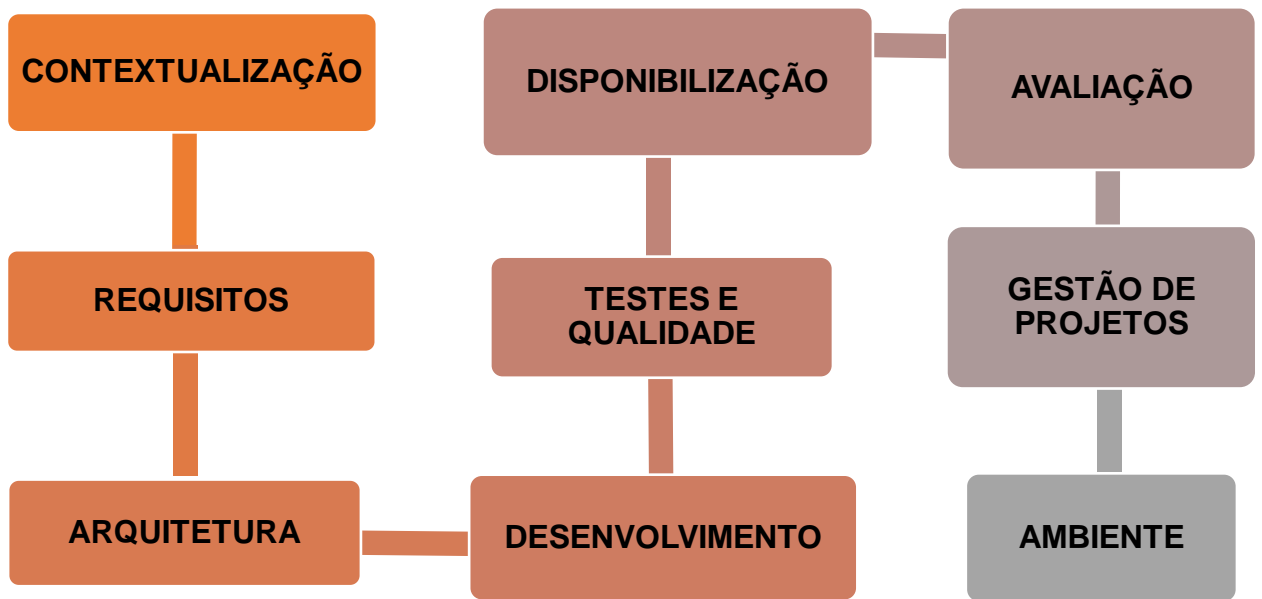 CONTEXTUALIZAÇÃO
REQUISITOS
ARQUITETURA
DESENVOLVIMENTO
TESTES E
QUALIDADE
DISPONIBILIZAÇÃO
AVALIAÇÃO
GESTÃO DE
PROJETOS
AMBIENTE